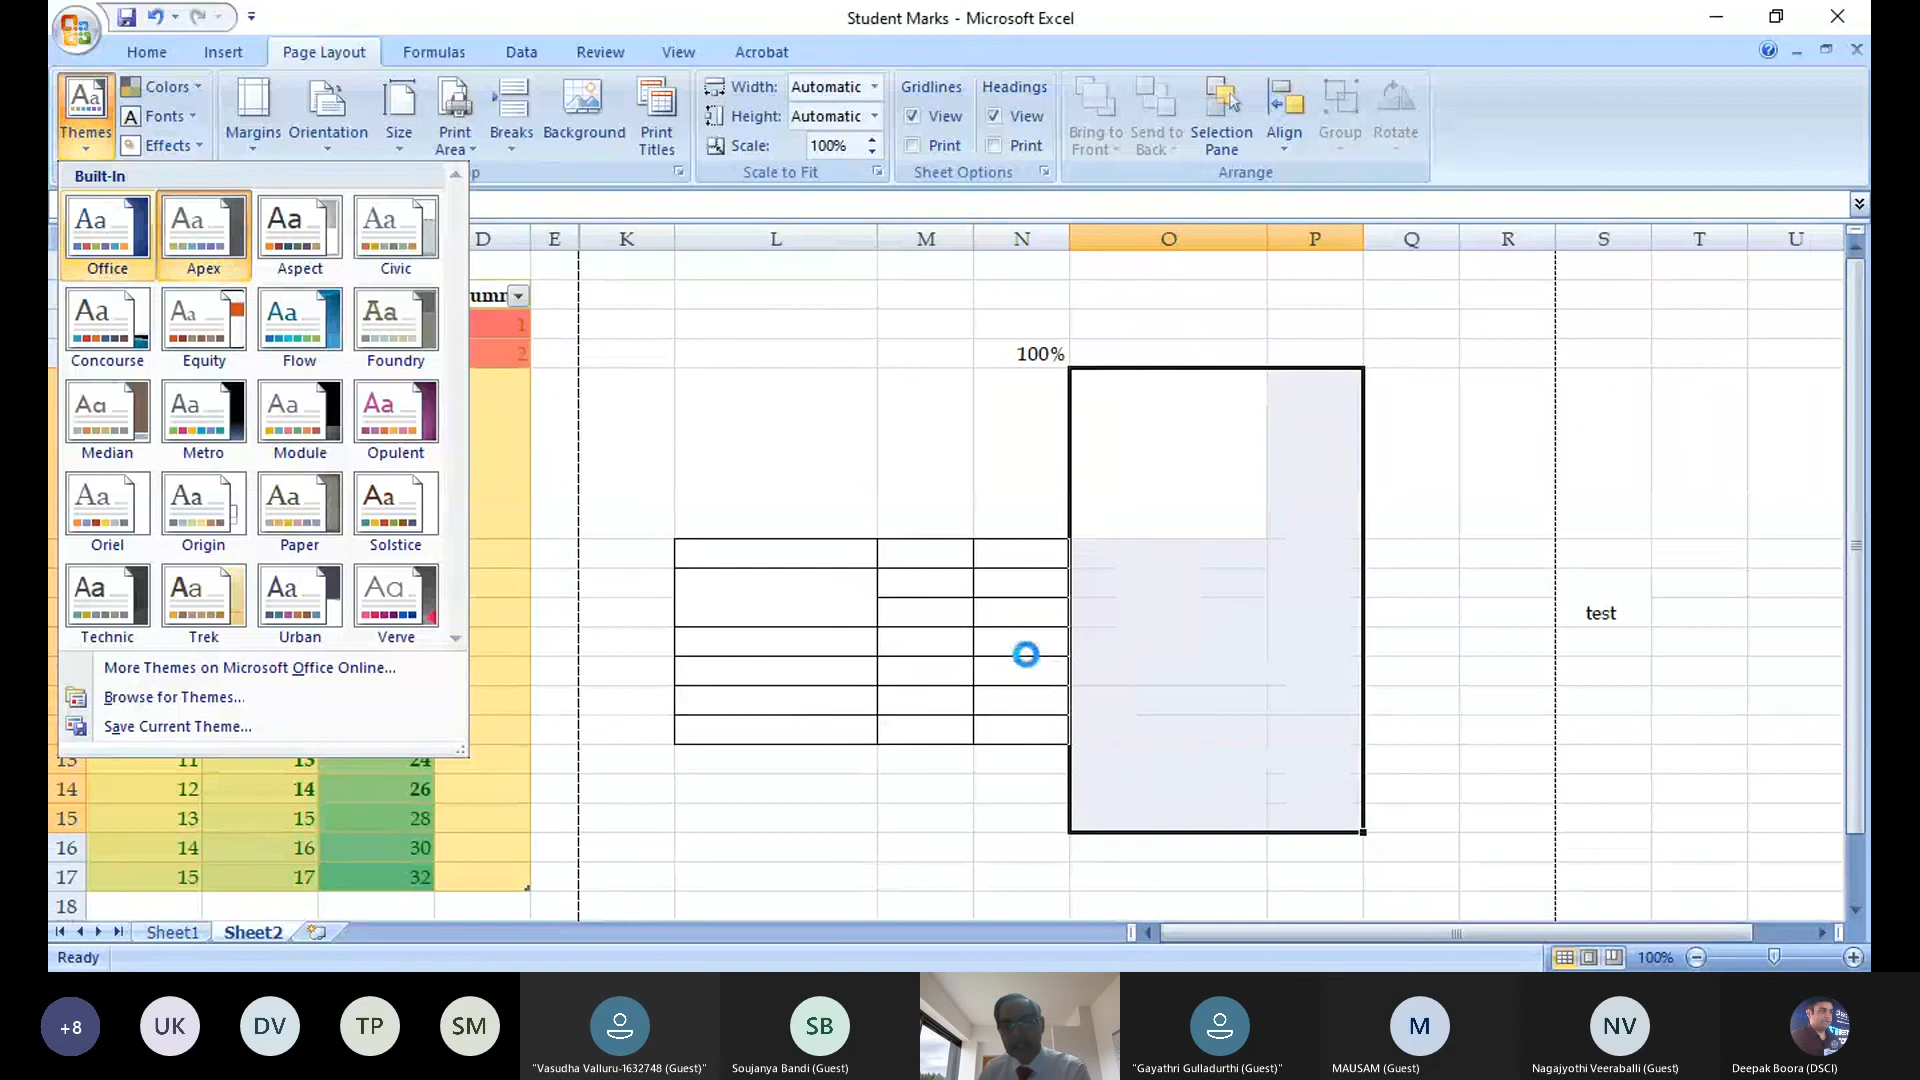 Student Marks - Microsoft Excel
Home Insert Page Layout Formulas Data Review View Acrobat
Themes
Colors
Fonts
Effects
Margins
Orientation
Size
Print Area
Breaks
Background
Print Titles
Width: Automatic
Height: Automatic
Scale: 100%
Scale to Fit
Gridlines
View
Print
Headings
View
Print
Sheet Options
Bring to Front
Send to Back
Selection Pane
Align
Group
Rotate
Arrange
Built-In
Office Apex Aspect Civic
Concourse Equity Flow Foundry
Median Metro Module Opulent
Oriel Origin Paper Solstice
Technic Trek Urban Verve
More Themes on Microsoft Office Online...
Browse for Themes...
Save Current Theme...
D E K L M N O P Q R S T U
1
2
100%
test
13 11 13 24
14 12 14 26
15 13 15 28
16 14 16 30
17 15 17 32
18
Sheet1 Sheet2
Ready
100%
+8 UK DV TP SM SB M NV
"Vasudha Valluru-1632748 (Guest)"
Soujanya Bandi (Guest)
"Gayathri Gulladurthi (Guest)"
MAUSAM (Guest)
Nagajyothi Veeraballi (Guest)
Deepak Boora (DSCI)